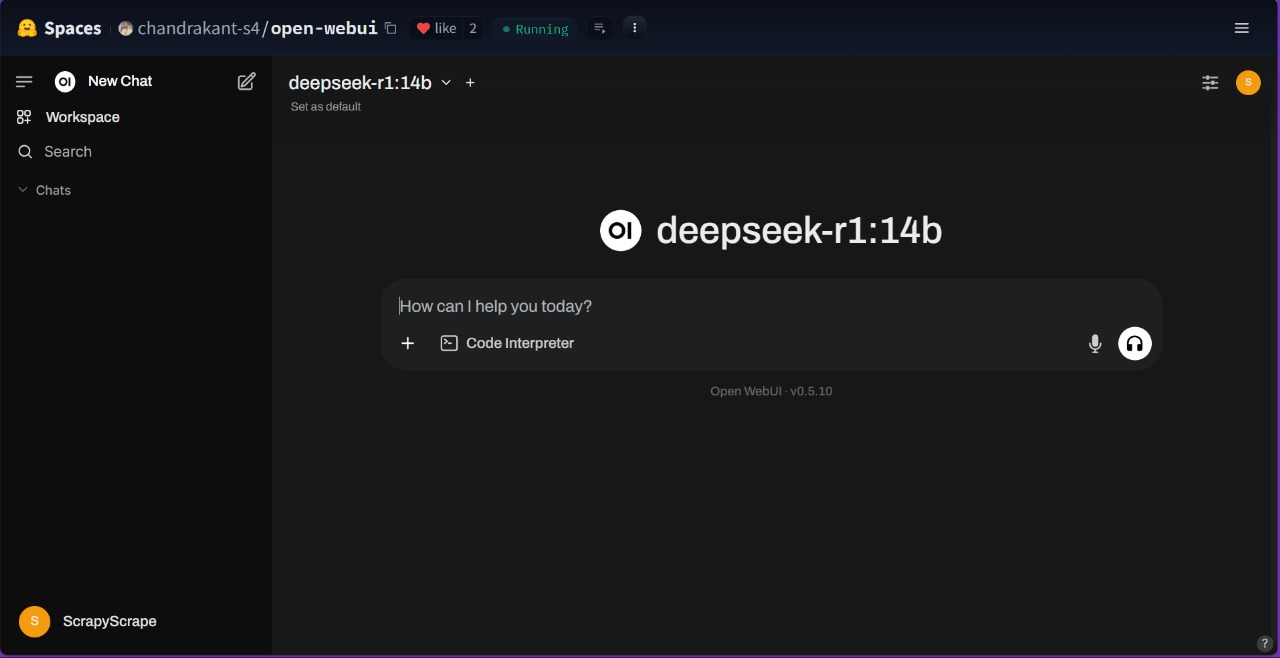 Spaces chandrakant-s4/open-webui like 2 Running
OI New Chat
Workspace
Search
Chats
deepseek-r1:14b
Set as default
S
OI deepseek-r1:14b
How can I help you today?
Code Interpreter
Open WebUI · v0.5.10
S ScrapyScrape
?